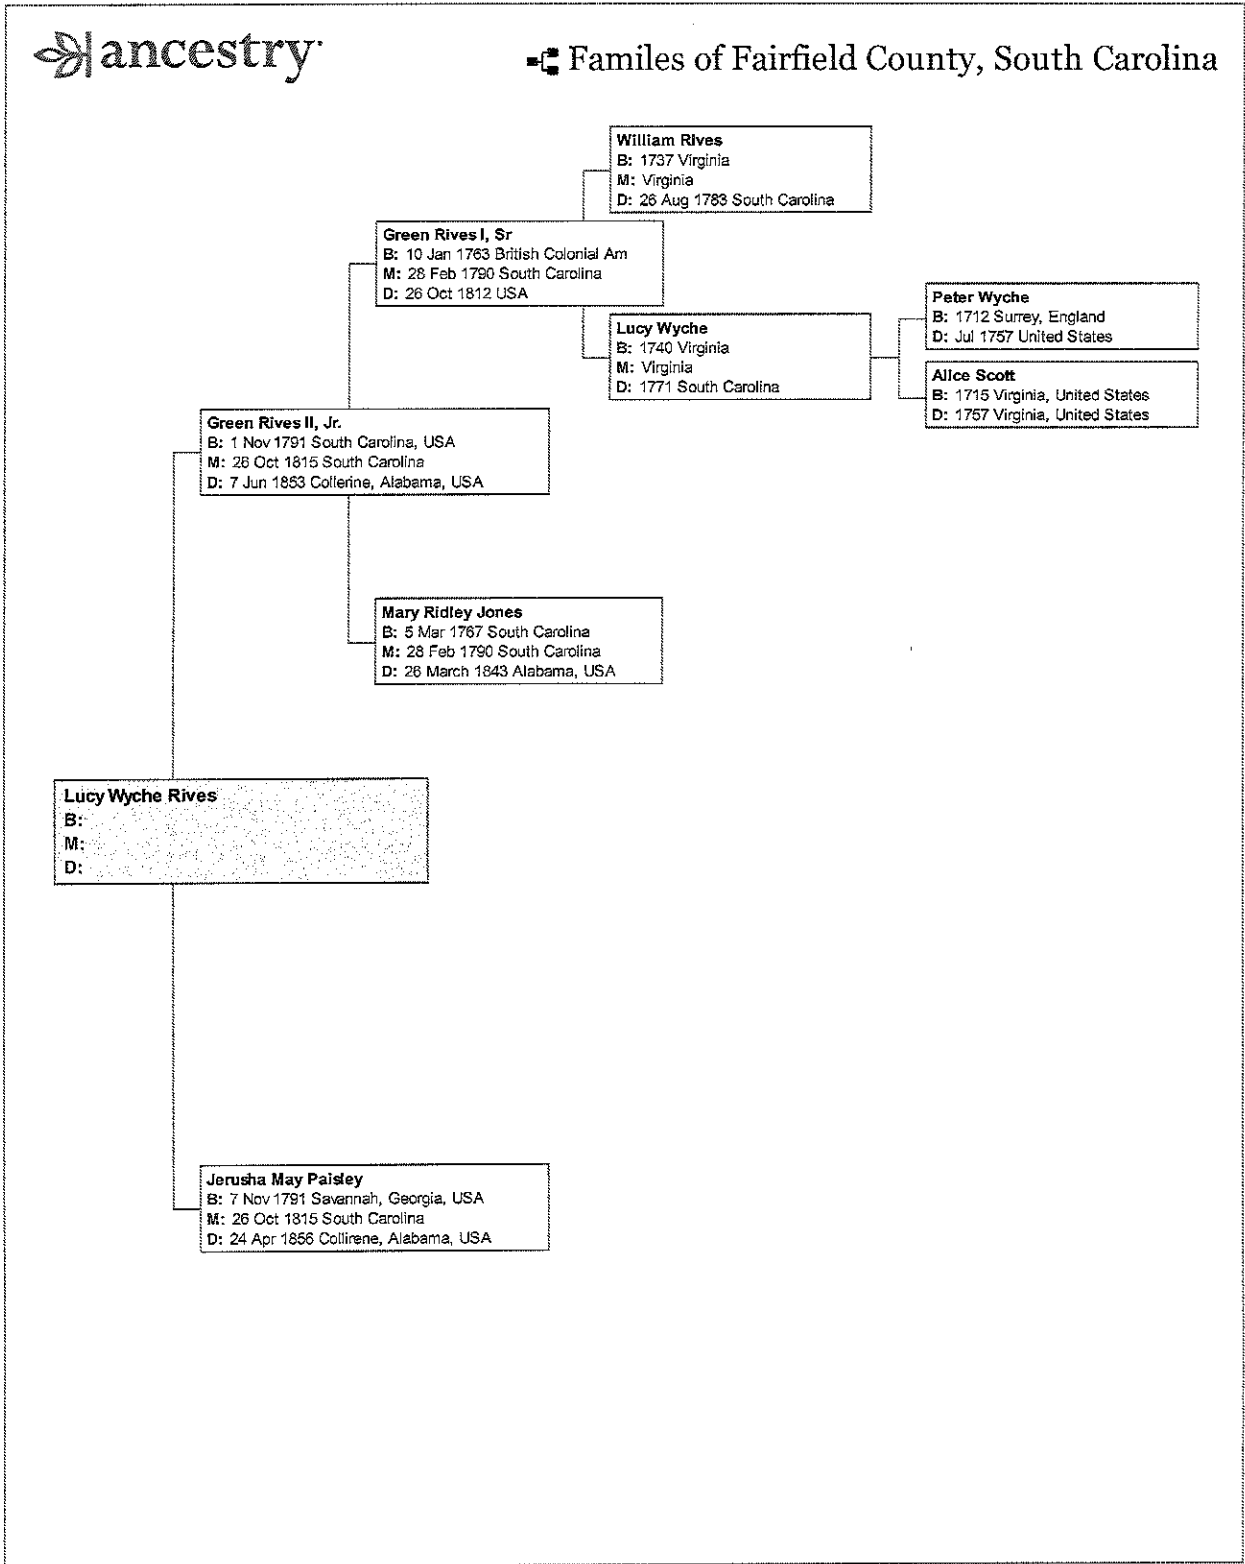 ancestry
Familes of Fairfield County, South Carolina
William Rives
B: 1737 Virginia
M: Virginia
D: 26 Aug 1783 South Carolina
Green Rives I, Sr
B: 10 Jan 1763 British Colonial Am
M: 28 Feb 1790 South Carolina
D: 26 Oct 1812 USA
Peter Wyche
B: 1712 Surrey, England
D: Jul 1757 United States
Lucy Wyche
B: 1740 Virginia
M: Virginia
D: 1771 South Carolina
Alice Scott
B: 1715 Virginia, United States
D: 1757 Virginia, United States
Green Rives II, Jr.
B: 1 Nov 1791 South Carolina, USA
M: 26 Oct 1815 South Carolina
D: 7 Jun 1853 Collerine, Alabama, USA
Mary Ridley Jones
B: 5 Mar 1767 South Carolina
M: 28 Feb 1790 South Carolina
D: 26 March 1843 Alabama, USA
Lucy Wyche Rives
B:
M:
D:
Jerusha May Paisley
B: 7 Nov 1791 Savannah, Georgia, USA
M: 26 Oct 1815 South Carolina
D: 24 Apr 1856 Collirene, Alabama, USA